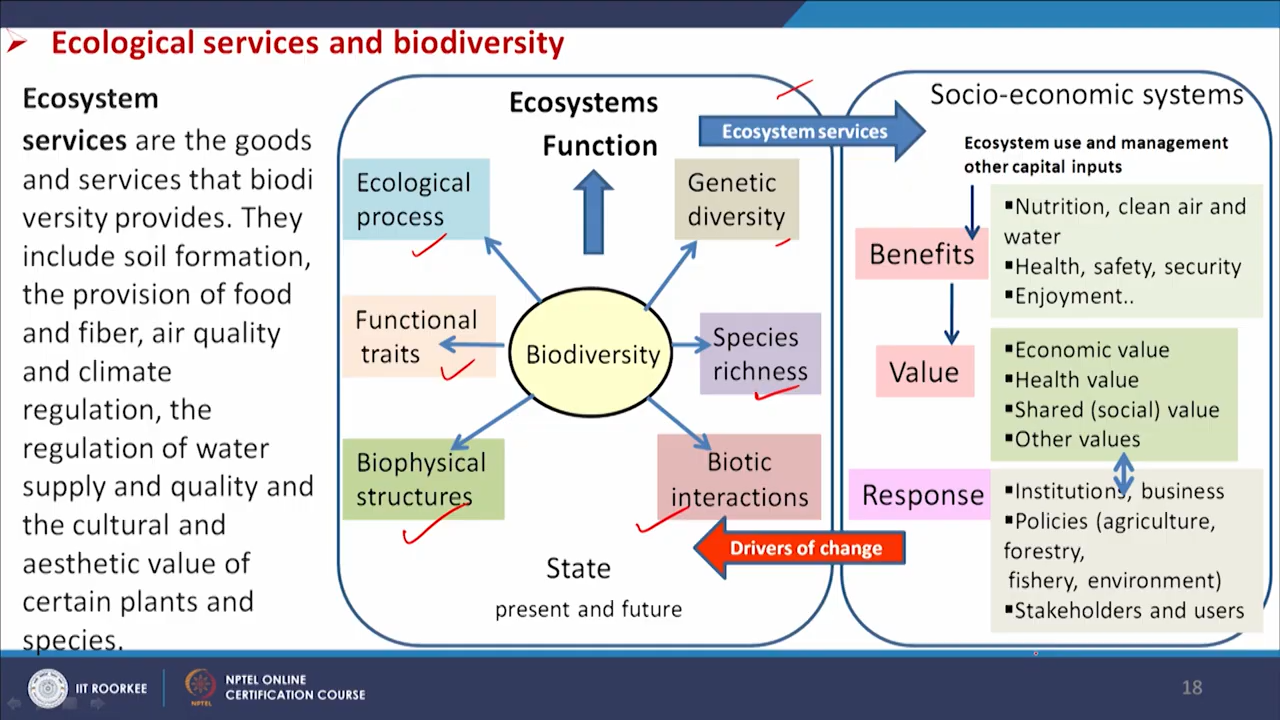 Ecological services and biodiversity
Ecosystem
services are the goods
and services that biodi
versity provides. They
include soil formation,
the provision of food
and fiber, air quality
and climate
regulation, the
regulation of water
supply and quality and
the cultural and
aesthetic value of
certain plants and
species.
Ecosystems
Function
Ecological
process
Genetic
diversity
Functional
traits
Biodiversity
Species
richness
Biophysical
structures
Biotic
interactions
State
present and future
Ecosystem services
Drivers of change
Socio-economic systems
Ecosystem use and management
other capital inputs
Benefits
▪Nutrition, clean air and
water
▪Health, safety, security
▪Enjoyment..
Value
▪Economic value
▪Health value
▪Shared (social) value
▪Other values
Response
▪Institutions, business
▪Policies (agriculture,
forestry,
fishery, environment)
▪Stakeholders and users
IIT ROORKEE
NPTEL ONLINE
CERTIFICATION COURSE
NPTEL
18